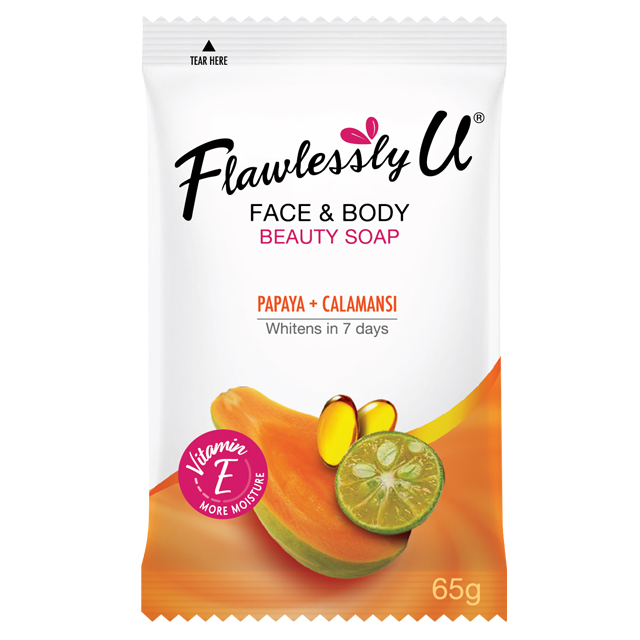 TEAR HERE
Flawlessly U®
FACE & BODY
BEAUTY SOAP
PAPAYA + CALAMANSI
Whitens in 7 days
Vitamin
E
MORE MOISTURE
65g